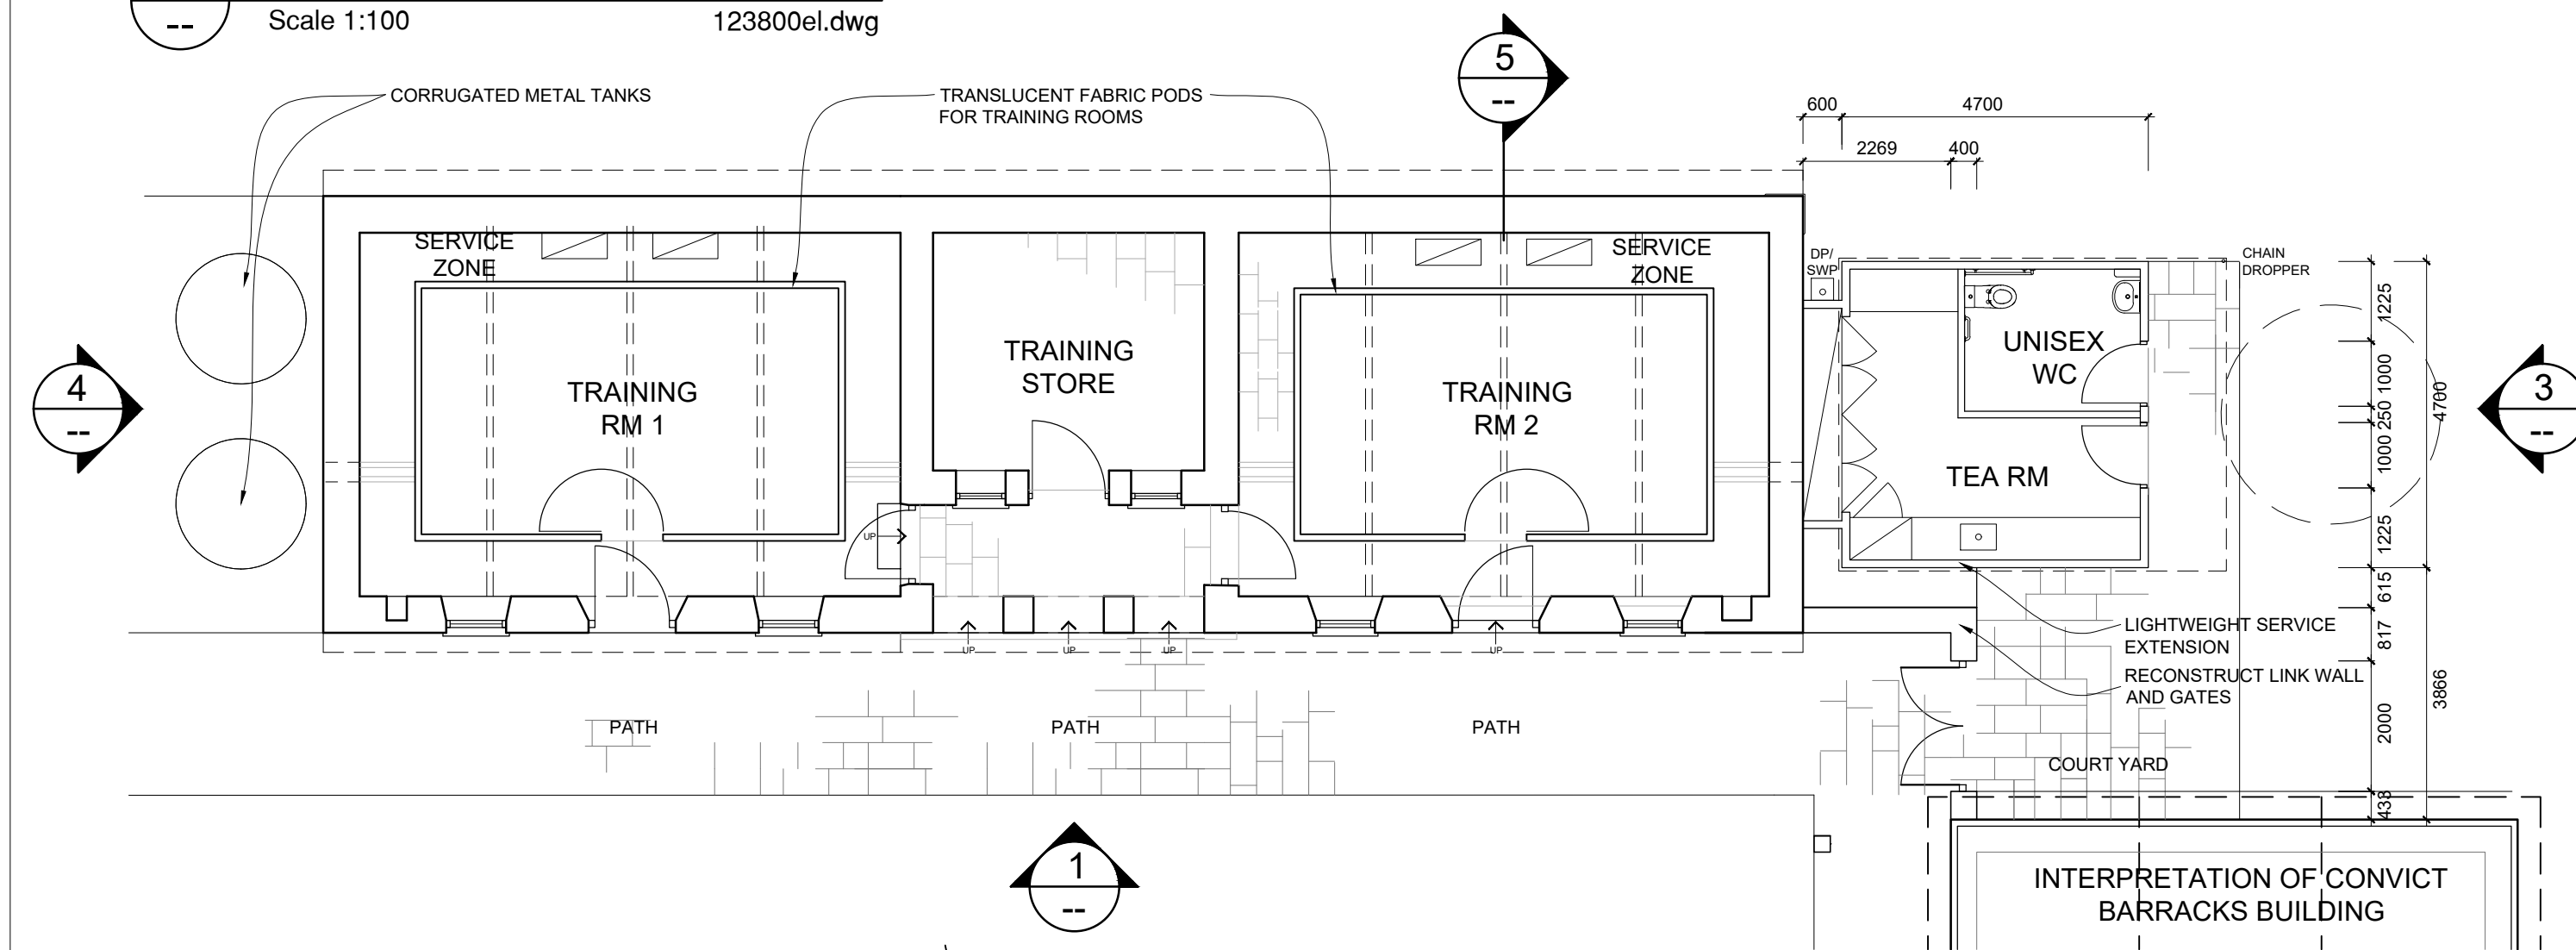 --
Scale 1:100
123800el.dwg
5
--
CORRUGATED METAL TANKS
TRANSLUCENT FABRIC PODS
FOR TRAINING ROOMS
600
4700
2269
400
SERVICE
ZONE
SERVICE
ZONE
DP/
SWP
CHAIN
DROPPER
TRAINING
RM 1
TRAINING
STORE
TRAINING
RM 2
UNISEX
WC
TEA RM
4
--
3
--
1225
1000
250
1000
1225
615
817
2000
433
4700
3866
UP
UP
UP
UP
UP
LIGHTWEIGHT SERVICE
EXTENSION
RECONSTRUCT LINK WALL
AND GATES
PATH
PATH
PATH
COURT YARD
1
--
INTERPRETATION OF CONVICT
BARRACKS BUILDING